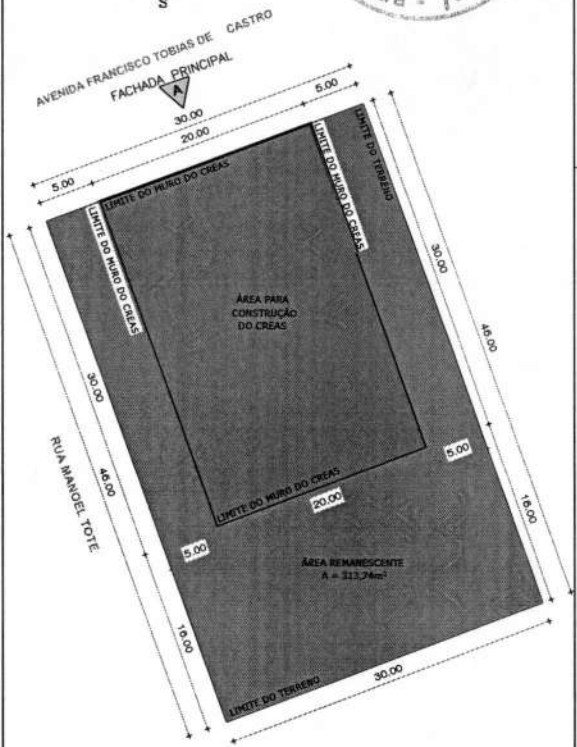 S
AVENIDA FRANCISCO TOBIAS DE CASTRO
FACHADA PRINCIPAL
A
30.00
5.00
20.00
5.00
LIMITE DO MURO DO CREAS
LIMITE DO MURO DO CREAS
LIMITE DO MURO DO CREAS
LIMITE DO TERRENO
ÁREA PARA
CONSTRUÇÃO
DO CREAS
30.00
46.00
30.00
46.00
RUA MANOEL TOTE
LIMITE DO MURO DO CREAS
20.00
5.00
5.00
16.00
16.00
ÁREA REMANESCENTE
A = 313,74m²
LIMITE DO TERRENO
30.00